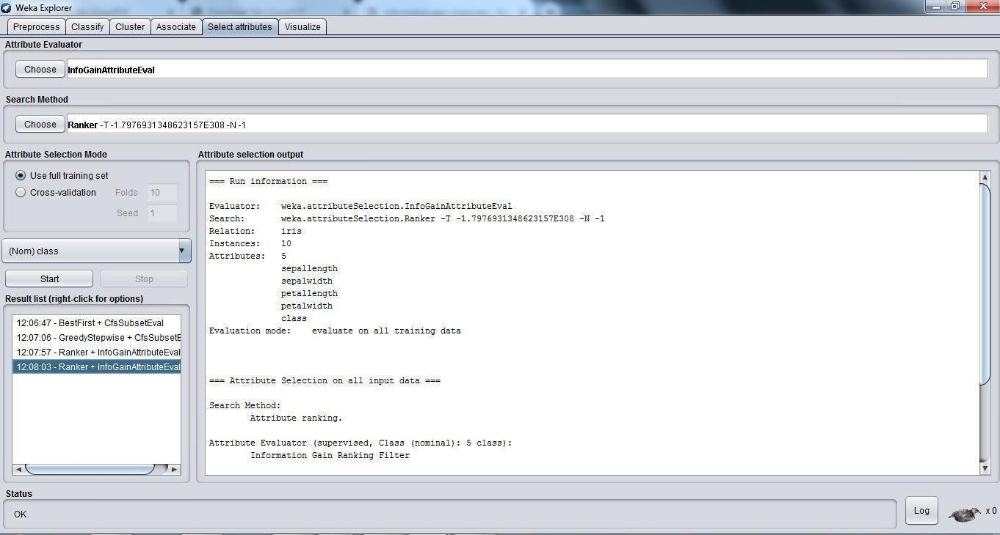 Weka Explorer
Preprocess Classify Cluster Associate Select attributes Visualize
Attribute Evaluator
Choose InfoGainAttributeEval
Search Method
Choose Ranker -T -1.7976931348623157E308 -N -1
Attribute Selection Mode
Use full training set
Cross-validation Folds 10
Seed 1
(Nom) class
Start Stop
Result list (right-click for options)
12:06:47 - BestFirst + CfsSubsetEval
12:07:06 - GreedyStepwise + CfsSubsetE
12:07:57 - Ranker + InfoGainAttributeEval
12:08:03 - Ranker + InfoGainAttributeEval
Attribute selection output
=== Run information ===
Evaluator: weka.attributeSelection.InfoGainAttributeEval
Search: weka.attributeSelection.Ranker -T -1.7976931348623157E308 -N -1
Relation: iris
Instances: 10
Attributes: 5
sepallength
sepalwidth
petallength
petalwidth
class
Evaluation mode: evaluate on all training data
=== Attribute Selection on all input data ===
Search Method:
Attribute ranking.
Attribute Evaluator (supervised, Class (nominal): 5 class):
Information Gain Ranking Filter
Status
OK
Log x 0